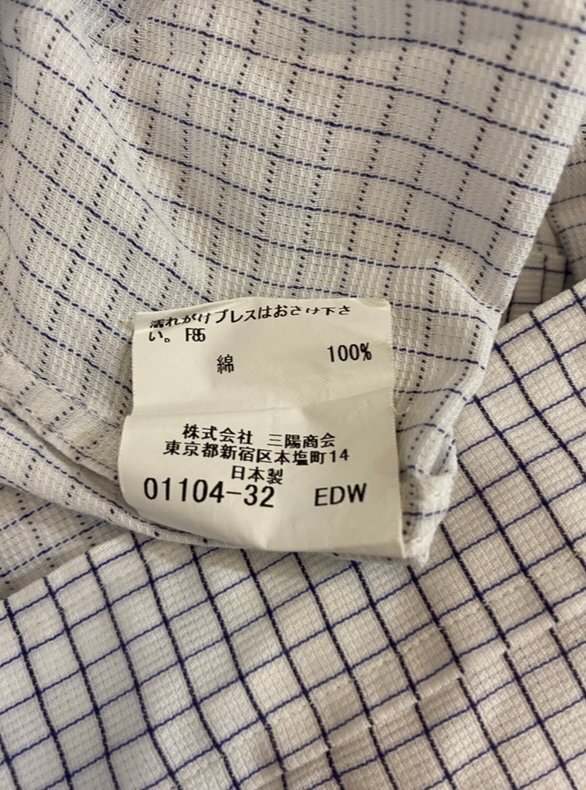 濡れがけプレスはおさけ下さ
い。 F85
綿 100%
株式会社 三陽商会
東京都新宿区本塩町14
日本製
01104-32 EDW